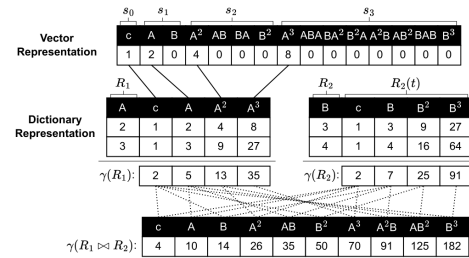 s₀ s₁ s₂ s₃
Vector Representation
c A B A² AB BA B² A³ ABA BA² B²A A²B AB² BAB B³
1 2 0 4 0 0 0 8 0 0 0 0 0 0 0
R₁ R₂ R₂(t)
Dictionary Representation
A c A A² A³
2 1 2 4 8
3 1 3 9 27
B c B B² B³
3 1 3 9 27
4 1 4 16 64
γ(R₁): 2 5 13 35
γ(R₂): 2 7 25 91
c A B A² AB B² A³ A²B AB² B³
γ(R₁ ⋈ R₂): 4 10 14 26 35 50 70 91 125 182